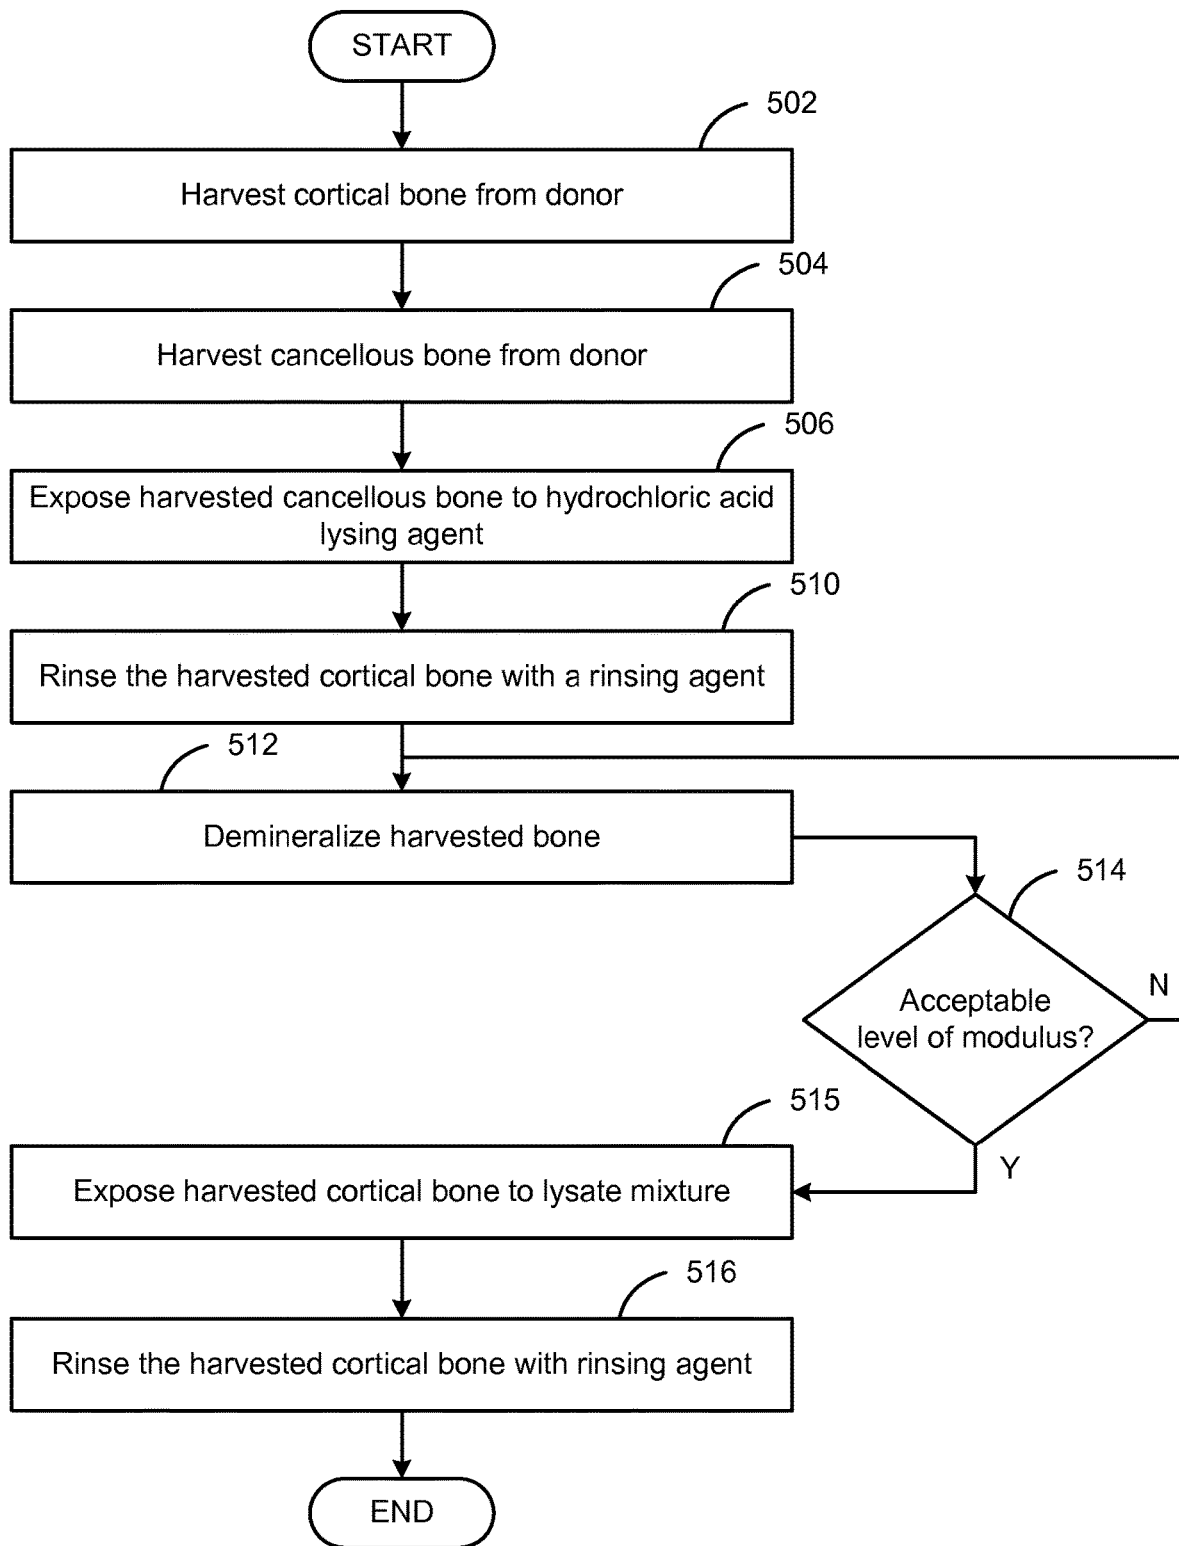 START
502
Harvest cortical bone from donor
504
Harvest cancellous bone from donor
506
Expose harvested cancellous bone to hydrochloric acid
lysing agent
510
Rinse the harvested cortical bone with a rinsing agent
512
Demineralize harvested bone
514
Acceptable
level of modulus?
N
Y
515
Expose harvested cortical bone to lysate mixture
516
Rinse the harvested cortical bone with rinsing agent
END